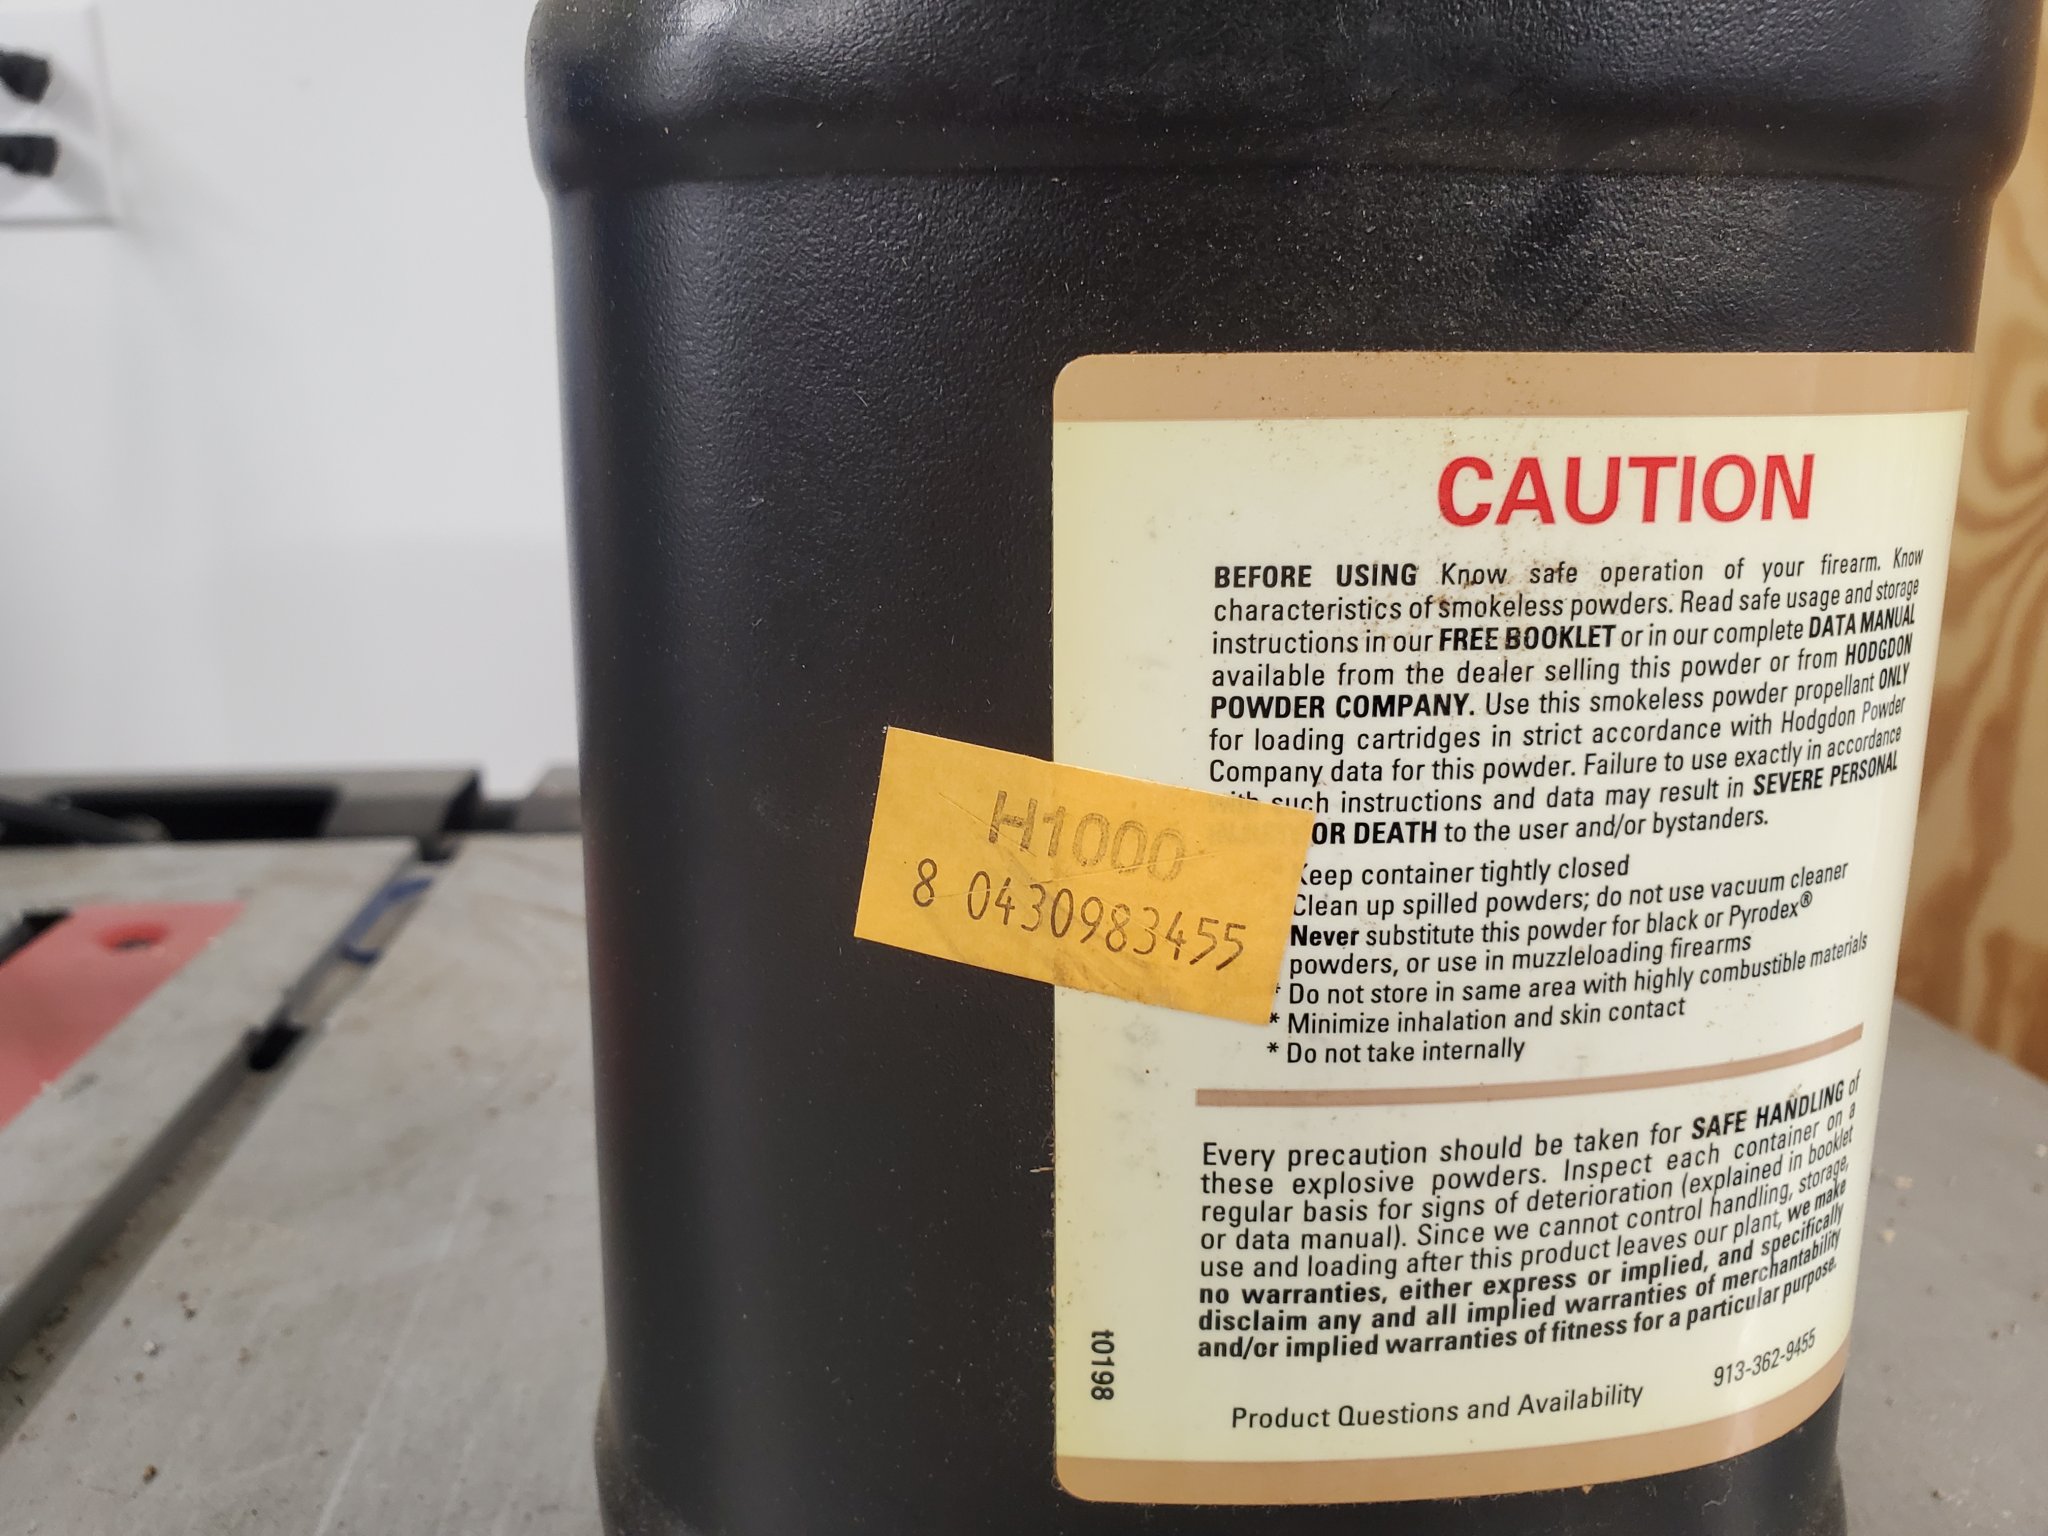 CAUTION
BEFORE USING Know safe operation of your firearm. Know
characteristics of smokeless powders. Read safe usage and storage
instructions in our FREE BOOKLET or in our complete DATA MANUAL
available from the dealer selling this powder or from HODGDON
POWDER COMPANY. Use this smokeless powder propellant ONLY
for loading cartridges in strict accordance with Hodgdon Powder
Company data for this powder. Failure to use exactly in accordance
with such instructions and data may result in SEVERE PERSONAL
OR DEATH to the user and/or bystanders.
Keep container tightly closed
Clean up spilled powders; do not use vacuum cleaner
Never substitute this powder for black or Pyrodex®
powders, or use in muzzleloading firearms
* Do not store in same area with highly combustible materials
* Minimize inhalation and skin contact
* Do not take internally
H1000
8 0430983455
Every precaution should be taken for SAFE HANDLING of
these explosive powders. Inspect each container on a
regular basis for signs of deterioration (explained in booklet
or data manual). Since we cannot control handling, storage,
use and loading after this product leaves our plant, we make
no warranties, either express or implied, and specifically
disclaim any and all implied warranties of merchantability
and/or implied warranties of fitness for a particular purpose.
Product Questions and Availability 913-362-9455
t0198